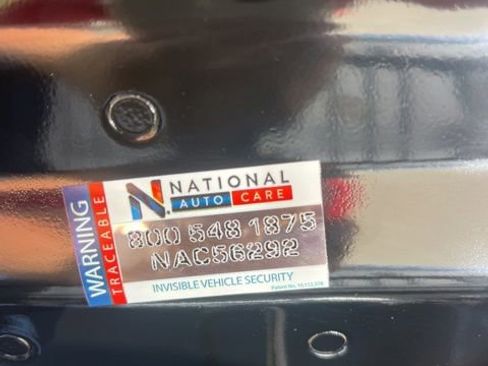 WARNING
TRACEABLE
NATIONAL
AUTO CARE
800 548 1875
NAC56292
INVISIBLE VEHICLE SECURITY